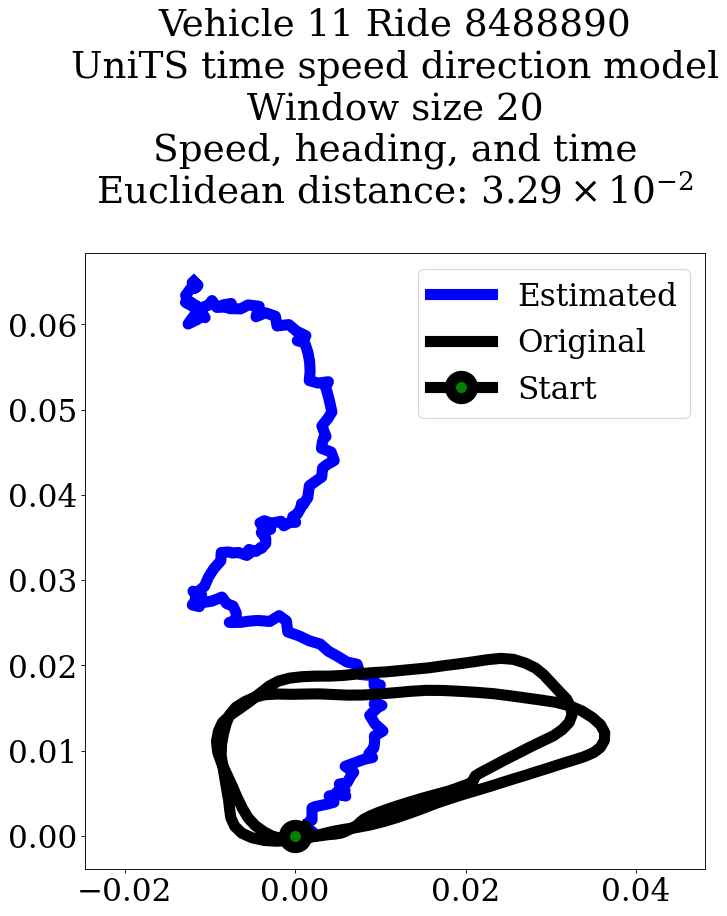 Vehicle 11 Ride 8488890
UniTS time speed direction model
Window size 20
Speed, heading, and time
Euclidean distance: 3.29 × 10⁻²
Estimated
Original
Start
0.06
0.05
0.04
0.03
0.02
0.01
0.00
−0.02 0.00 0.02 0.04